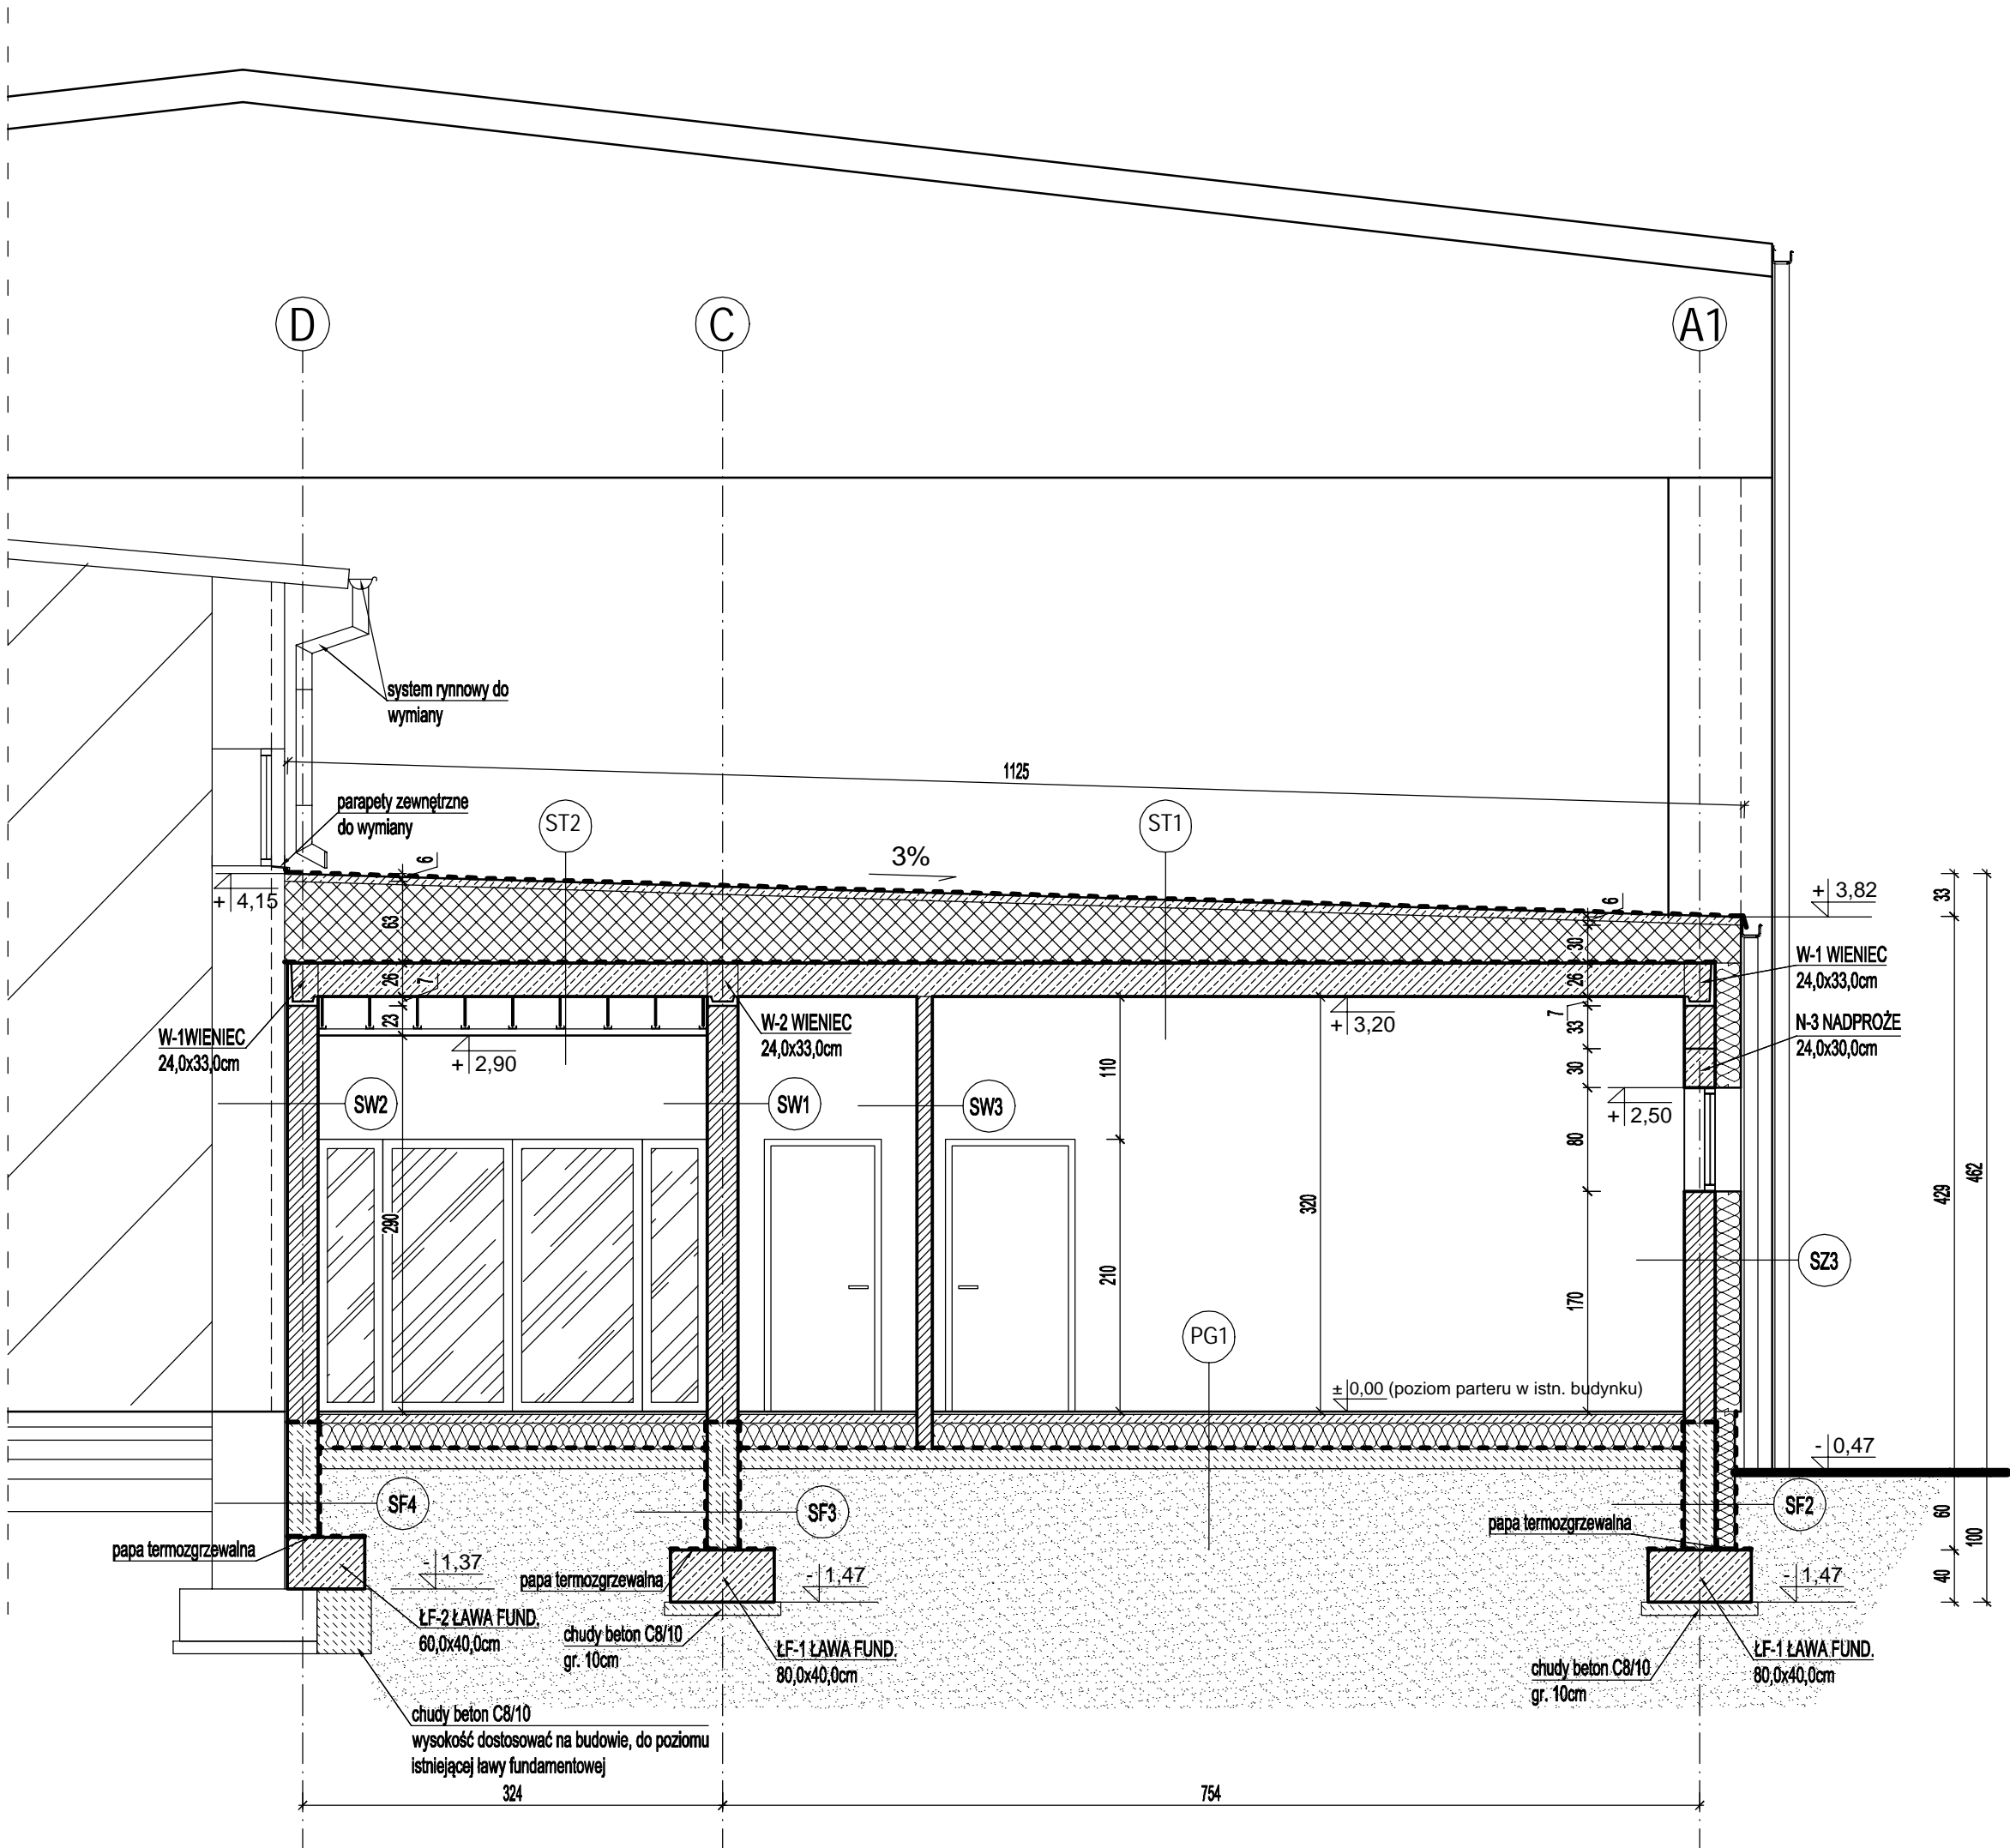 D
C
A1
system rynnowy do
wymiany
1125
parapety zewnętrzne
do wymiany
ST2
ST1
3%
6
6
+ 4,15
+ 3,82
33
63
30
W-1 WIENIEC
24,0x33,0cm
26
7
26
7
23
W-1WIENIEC
24,0x33,0cm
W-2 WIENIEC
24,0x33,0cm
+ 3,20
33
N-3 NADPROŻE
24,0x30,0cm
+ 2,90
110
30
SW2
SW1
SW3
+ 2,50
80
429
462
290
320
210
170
SZ3
PG1
± 0,00 (poziom parteru w istn. budynku)
- 0,47
SF4
SF3
SF2
60
100
40
papa termozgrzewalna
papa termozgrzewalna
papa termozgrzewalna
- 1,37
- 1,47
- 1,47
ŁF-2 ŁAWA FUND.
60,0x40,0cm
chudy beton C8/10
gr. 10cm
ŁF-1 ŁAWA FUND.
80,0x40,0cm
chudy beton C8/10
gr. 10cm
ŁF-1 ŁAWA FUND.
80,0x40,0cm
chudy beton C8/10
wysokość dostosować na budowie, do poziomu
istniejącej ławy fundamentowej
324
754